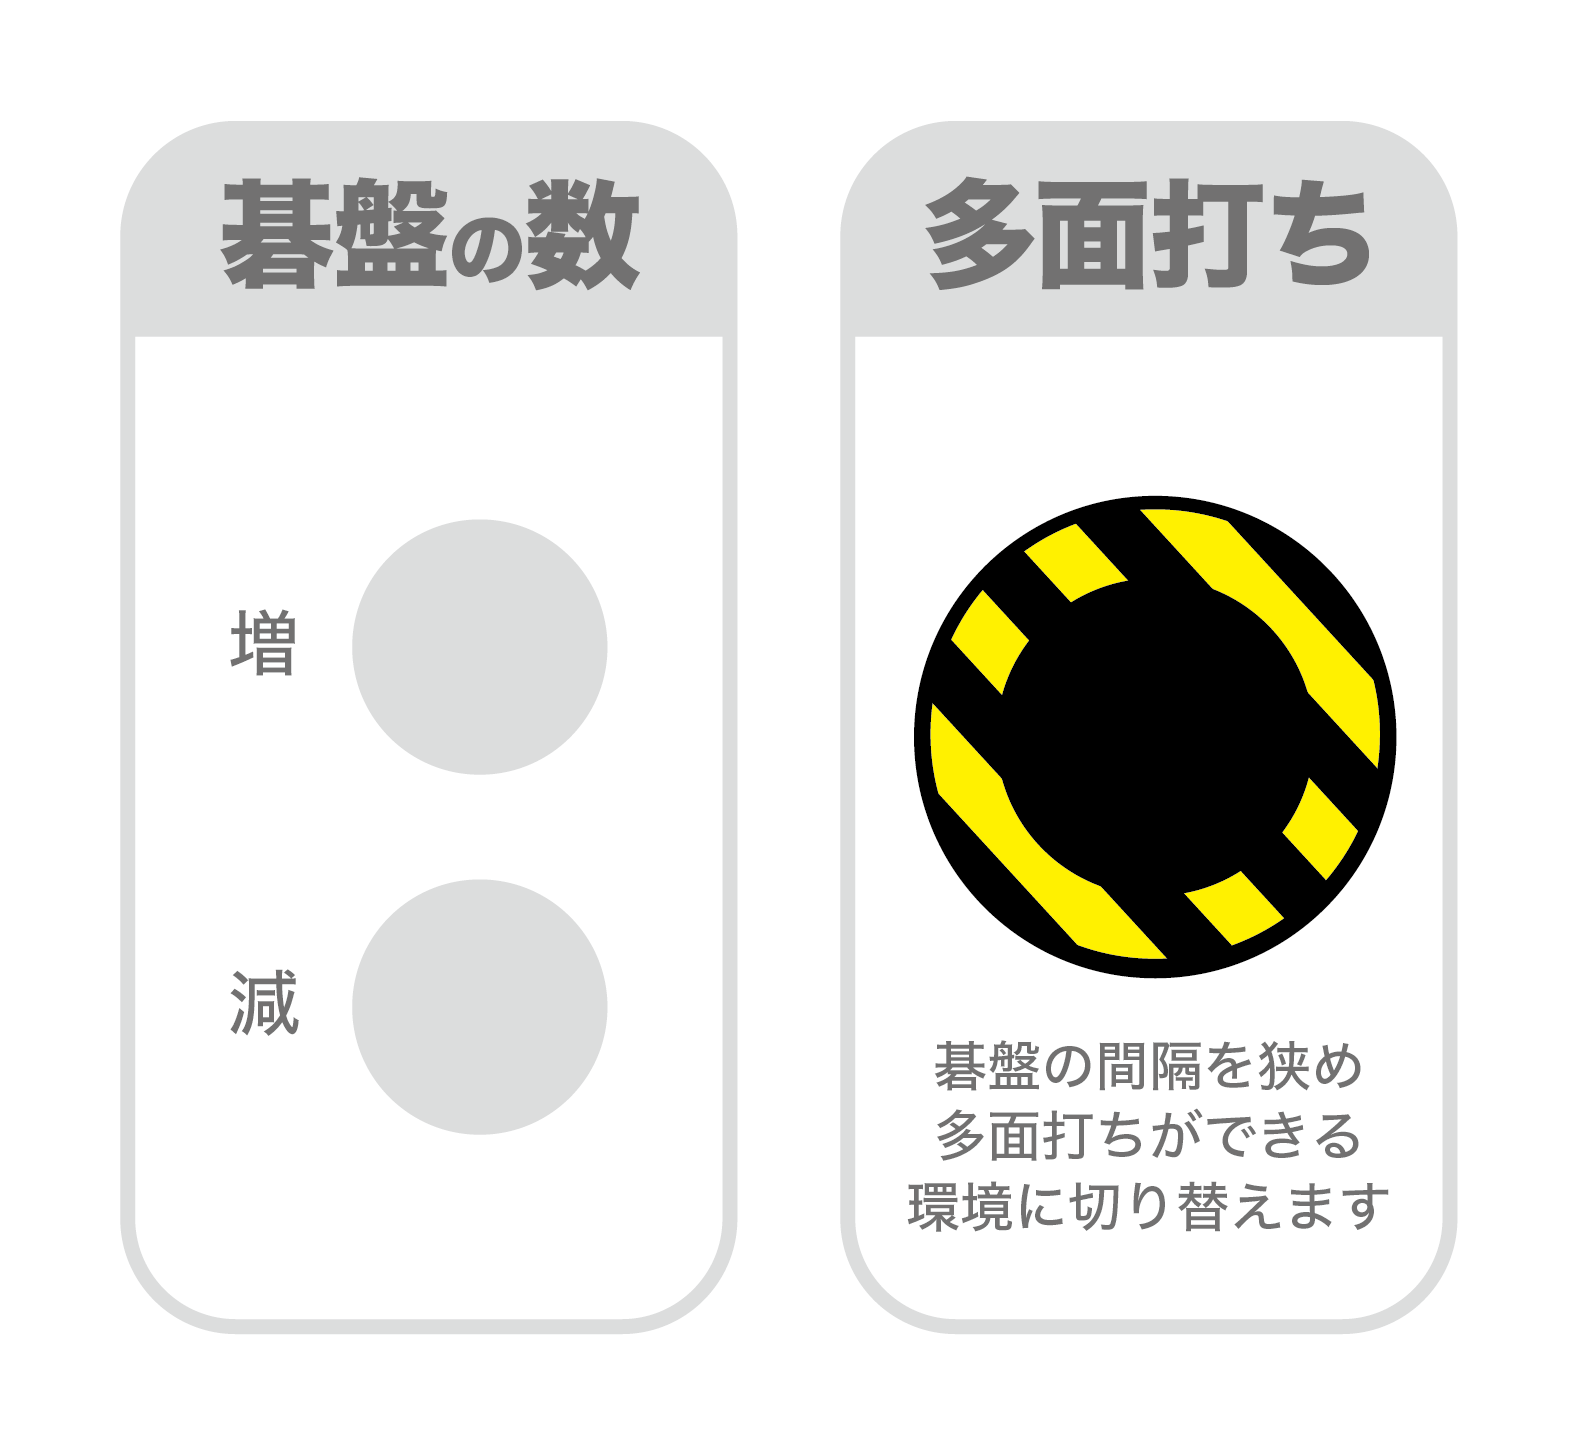 碁盤の数
増
減
多面打ち
碁盤の間隔を狭め
多面打ちができる
環境に切り替えます